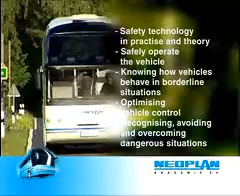 - Safety technology
in practise and theory
- Safely operate
the vehicle
- Knowing how vehicles
behave in borderline
situations
- Optimising
vehicle control
- Recognising, avoiding
and overcoming
dangerous situations
NEOPLAN